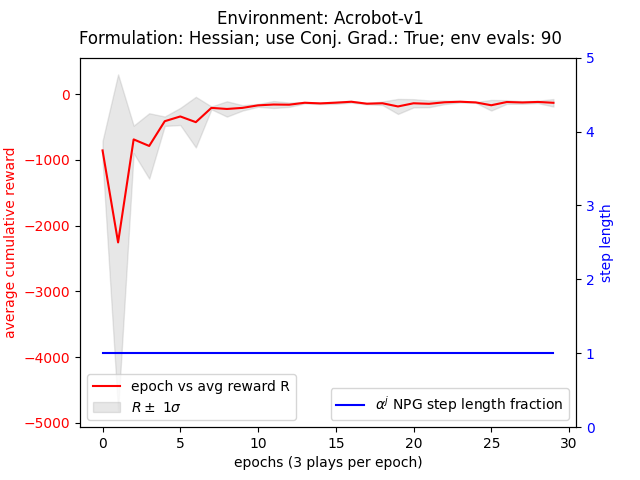 Environment: Acrobot-v1
Formulation: Hessian; use Conj. Grad.: True; env evals: 90
average cumulative reward
0
−1000
−2000
−3000
−4000
−5000
5
4
3
2
1
0
step length
epoch vs avg reward R
R ± 1σ
α^j NPG step length fraction
0 5 10 15 20 25 30
epochs (3 plays per epoch)